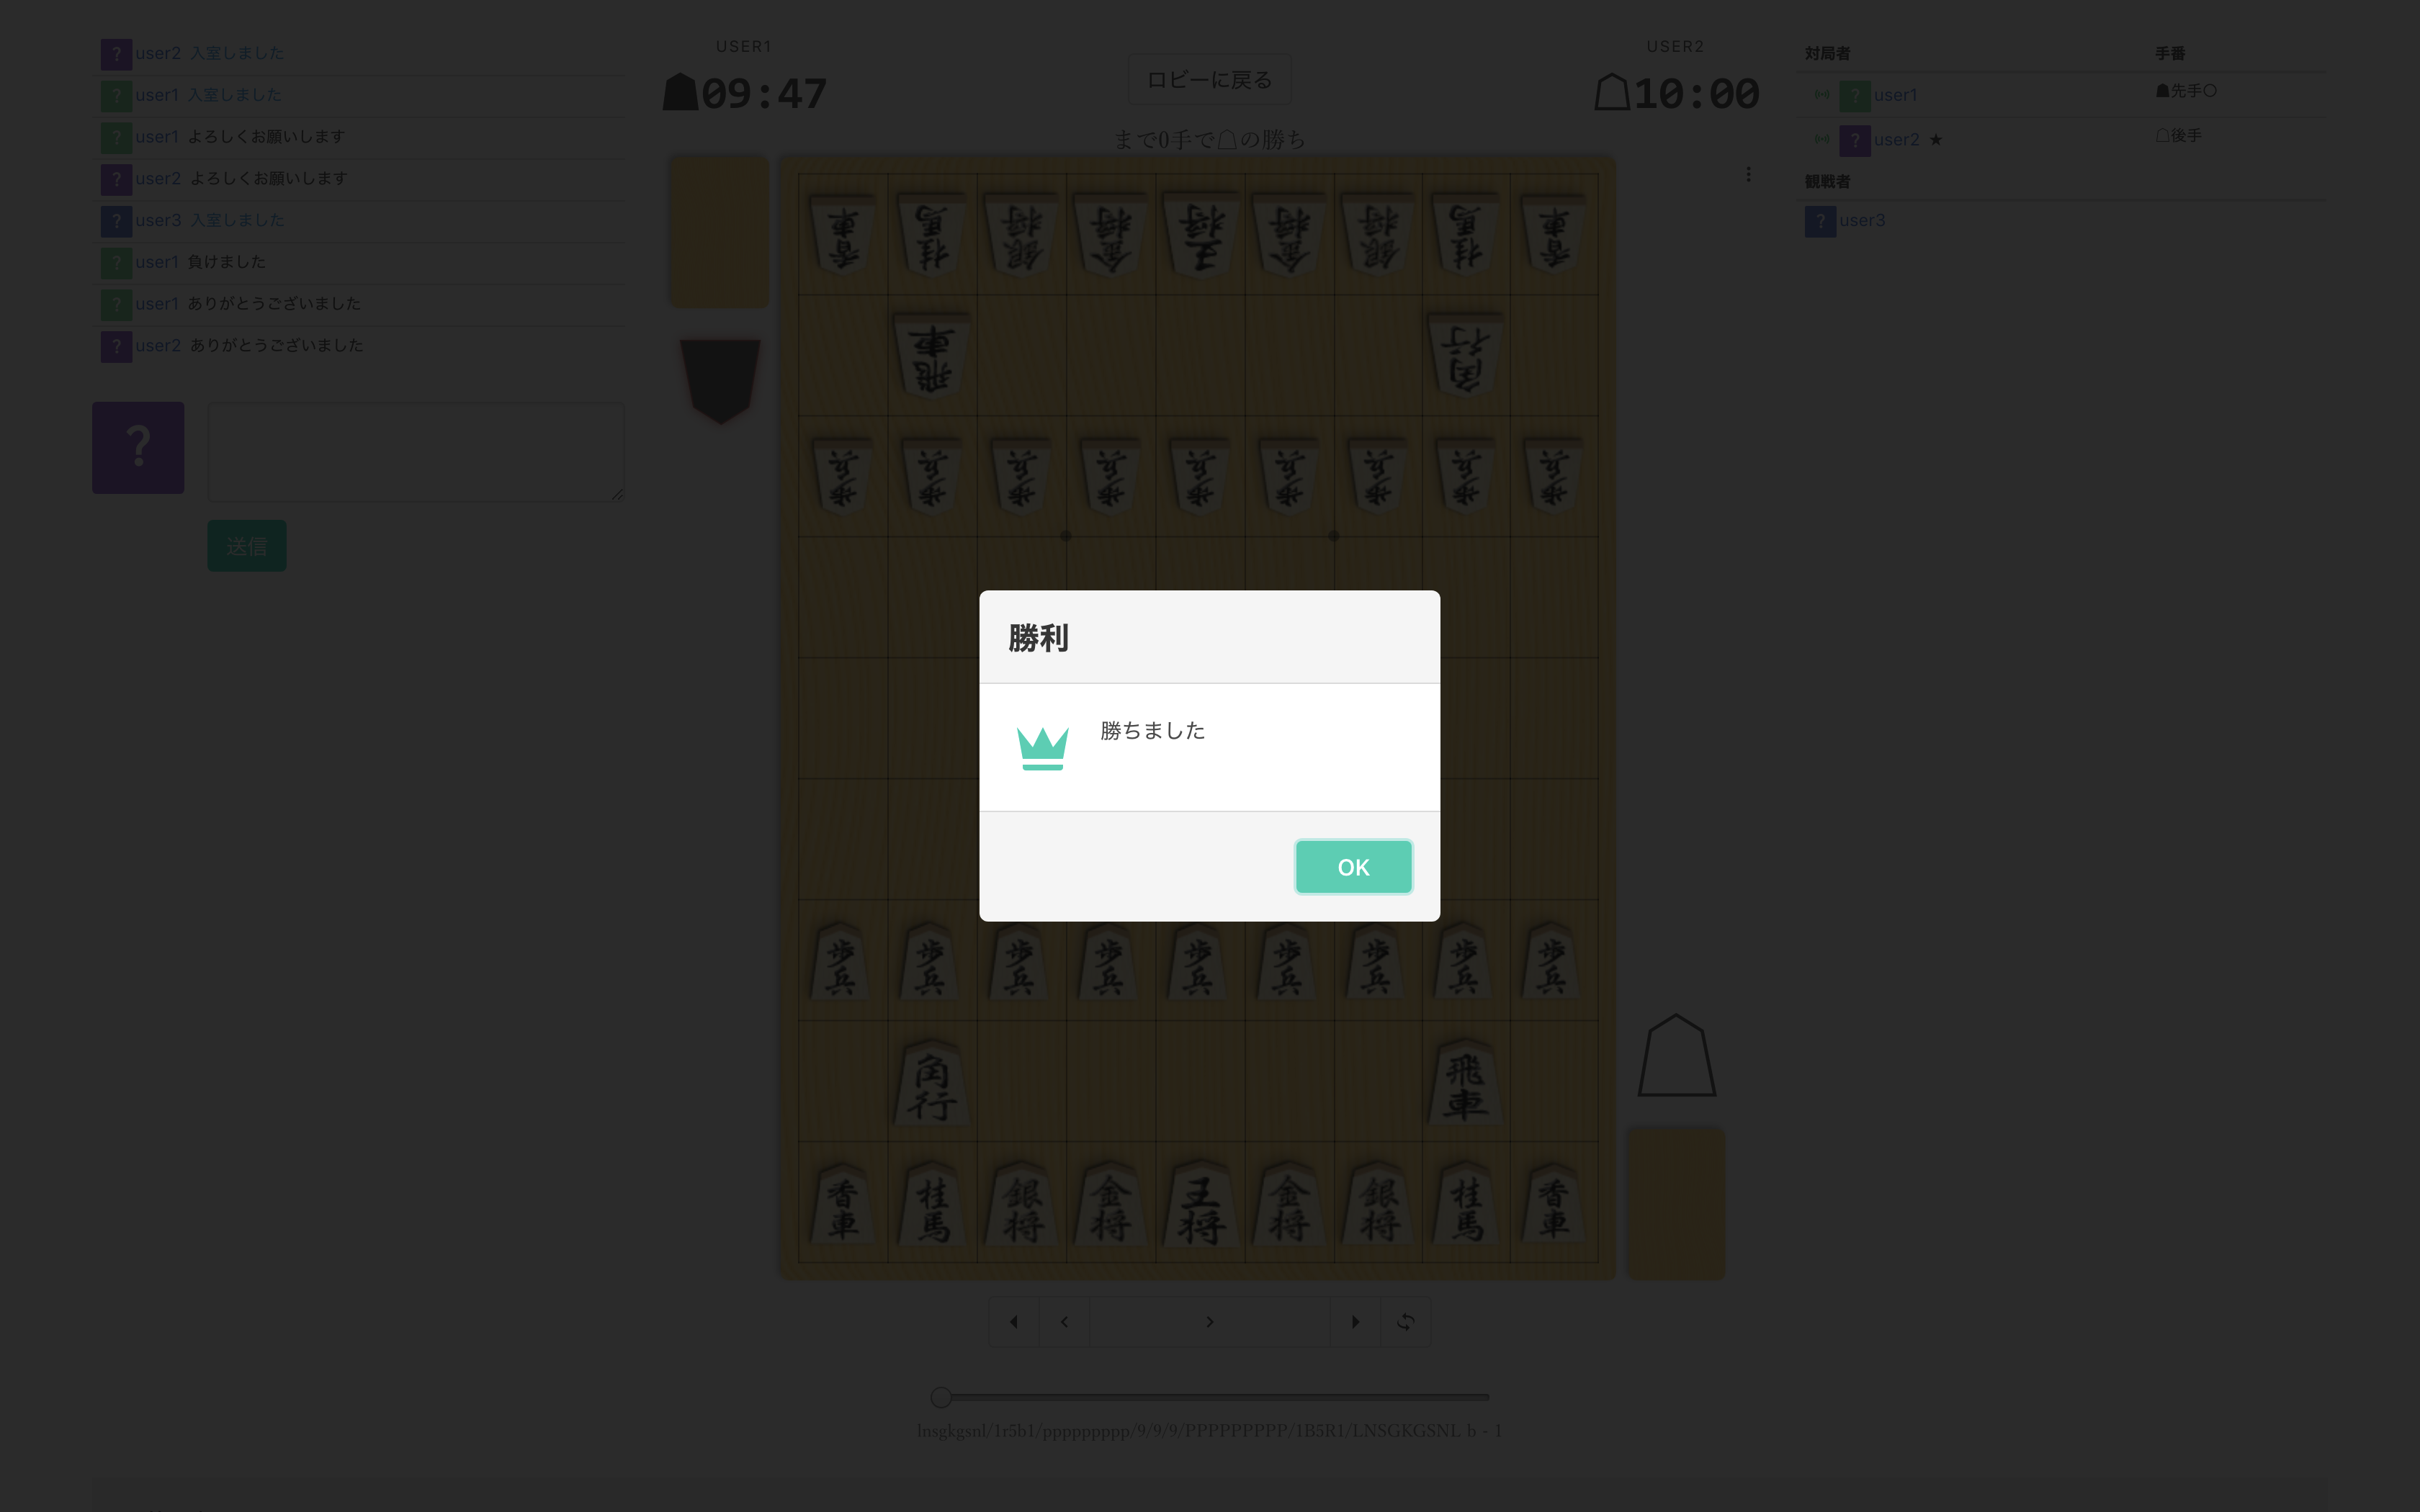 user2 入室しました
user1 入室しました
user1 よろしくお願いします
user2 よろしくお願いします
user3 入室しました
user1 負けました
user1 ありがとうございました
user2 ありがとうございました
?
送信
USER1
09:47
ロビーに戻る
USER2
10:00
まで0手で☖の勝ち
香車 桂馬 銀将 金将 王将 金将 銀将 桂馬 香車
飛車 角行
歩兵 歩兵 歩兵 歩兵 歩兵 歩兵 歩兵 歩兵 歩兵
勝利
勝ちました
OK
歩兵 歩兵 歩兵 歩兵 歩兵 歩兵 歩兵 歩兵 歩兵
角行 飛車
香車 桂馬 銀将 金将 王将 金将 銀将 桂馬 香車
lnsgkgsnl/1r5b1/ppppppppp/9/9/9/PPPPPPPPP/1B5R1/LNSGKGSNL b - 1
対局者 手番
? user1 ☗先手○
? user2 ★ ☖後手
観戦者
? user3